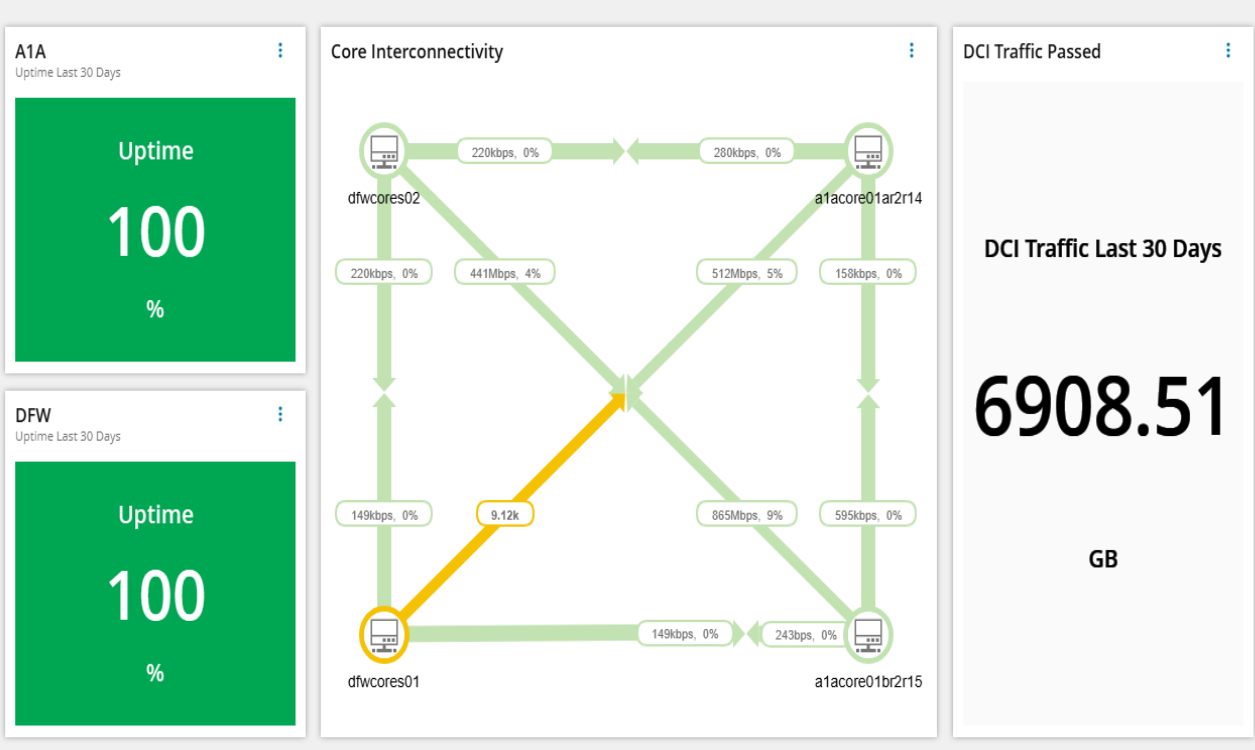 A1A
Uptime Last 30 Days
Uptime
100
%
DFW
Uptime Last 30 Days
Uptime
100
%
Core Interconnectivity
220kbps, 0%
280kbps, 0%
dfwcores02
a1acore01ar2r14
220kbps, 0%
441Mbps, 4%
512Mbps, 5%
158kbps, 0%
149kbps, 0%
9.12k
865Mbps, 9%
595kbps, 0%
149kbps, 0%
243bps, 0%
dfwcores01
a1acore01br2r15
DCI Traffic Passed
DCI Traffic Last 30 Days
6908.51
GB